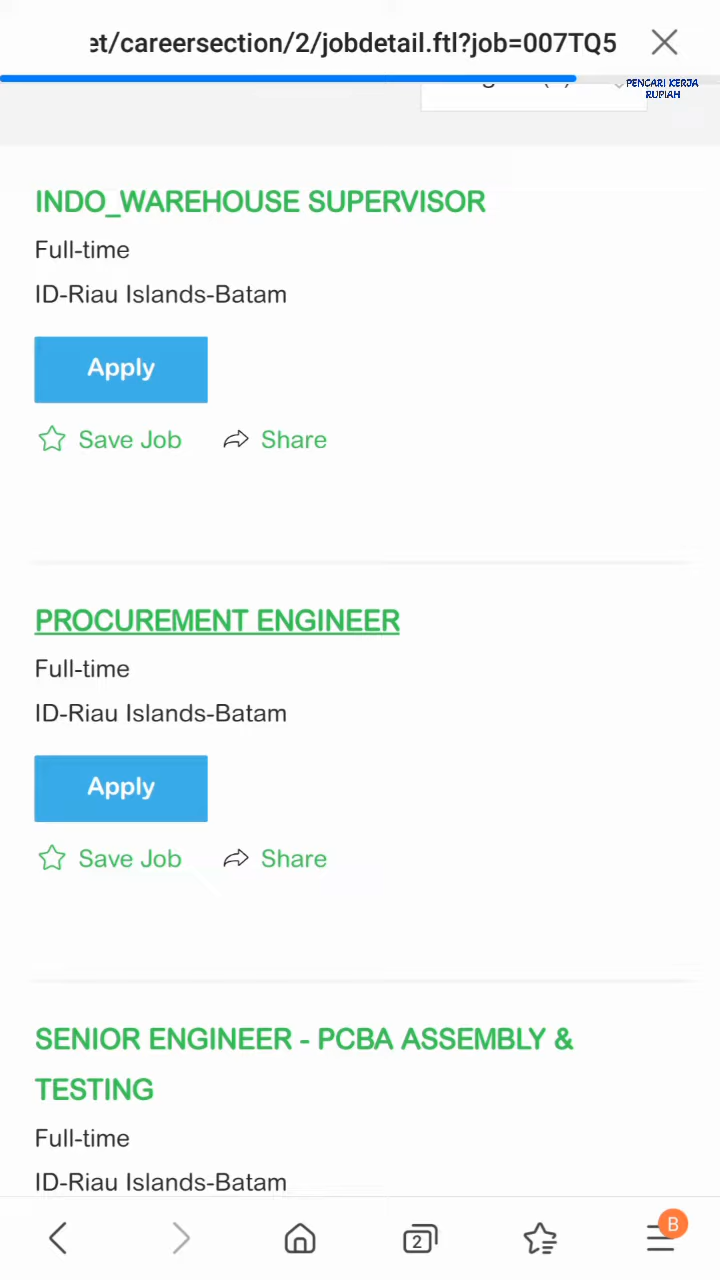 et/careersection/2/jobdetail.ftl?job=007TQ5
PENCARI KERJA
RUPIAH
INDO_WAREHOUSE SUPERVISOR
Full-time
ID-Riau Islands-Batam
Apply
Save Job
Share
PROCUREMENT ENGINEER
Full-time
ID-Riau Islands-Batam
Apply
Save Job
Share
SENIOR ENGINEER - PCBA ASSEMBLY &
TESTING
Full-time
ID-Riau Islands-Batam
2
B